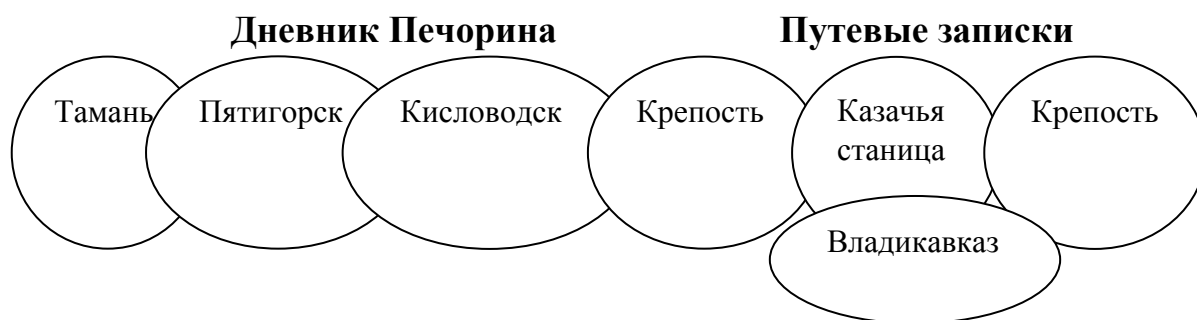 Дневник Печорина
Путевые записки
Тамань
Пятигорск
Кисловодск
Крепость
Казачья
станица
Крепость
Владикавказ